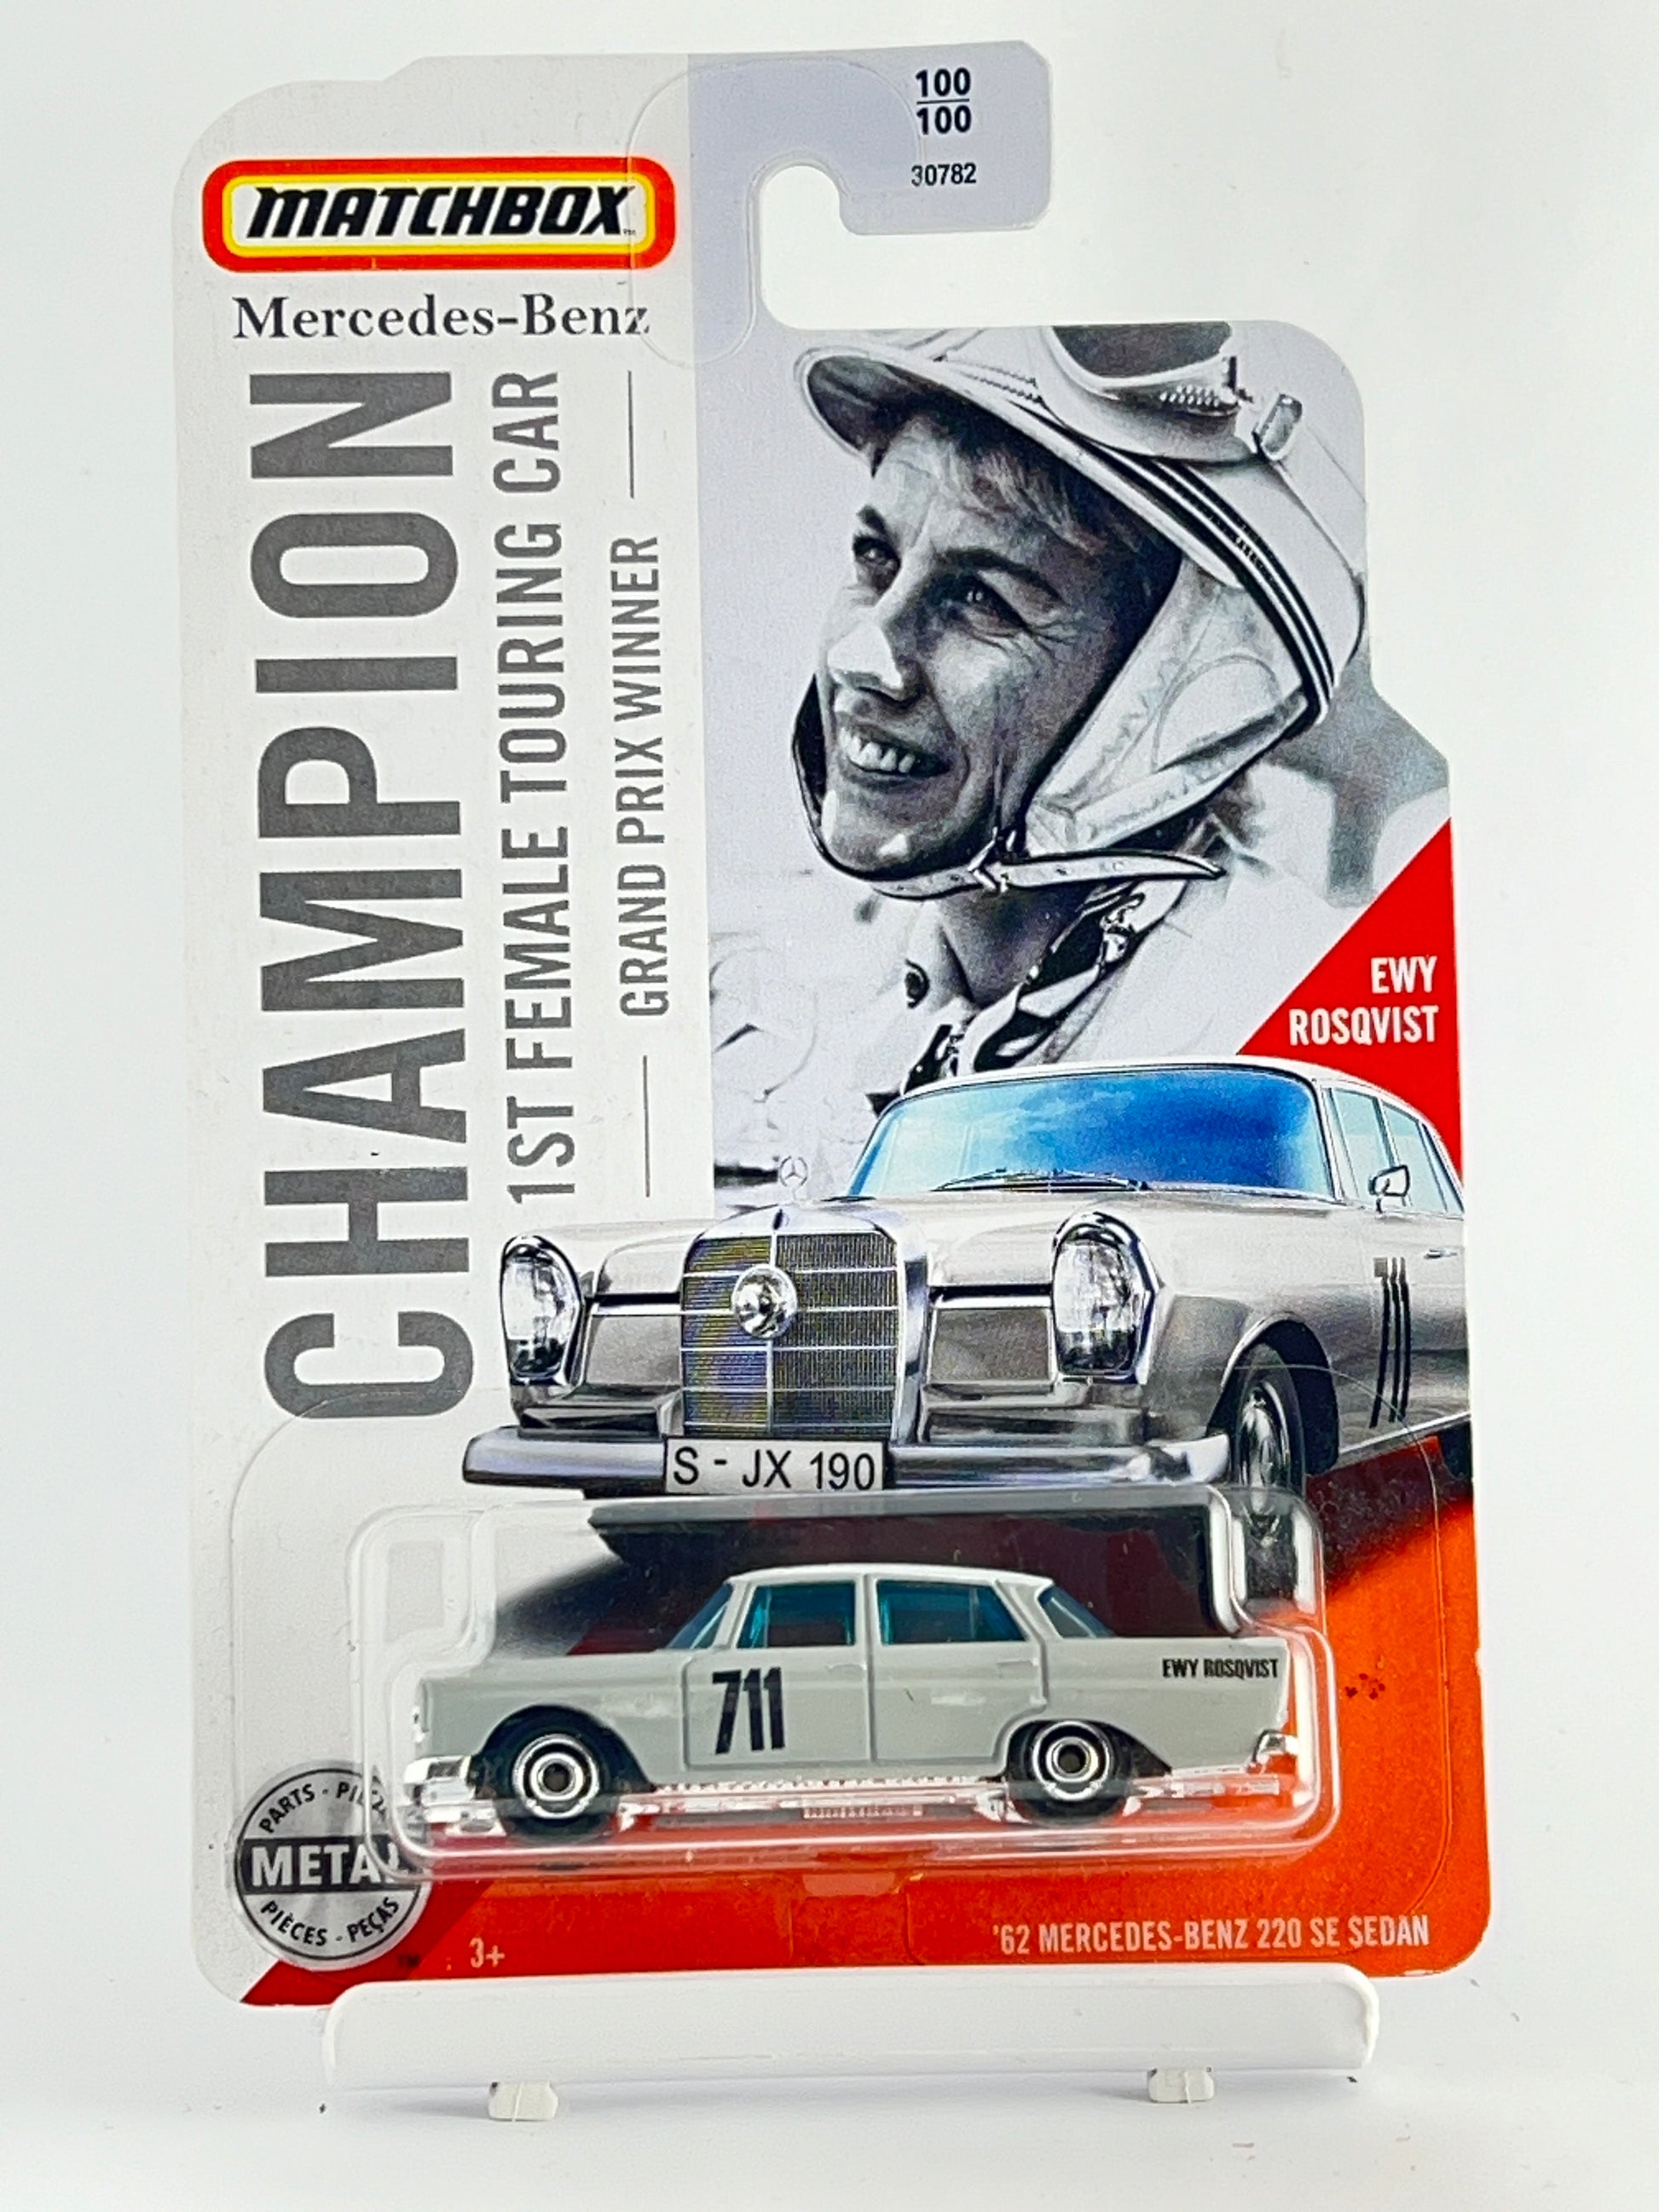 100
100
30782
MATCHBOX
Mercedes-Benz
CHAMPION
1ST FEMALE TOURING CAR
GRAND PRIX WINNER
EWY
ROSQVIST
711
S - JX 190
711
EWY ROSQVIST
PARTS -
METAL
PIÈCES - PEÇAS
3+
'62 MERCEDES-BENZ 220 SE SEDAN